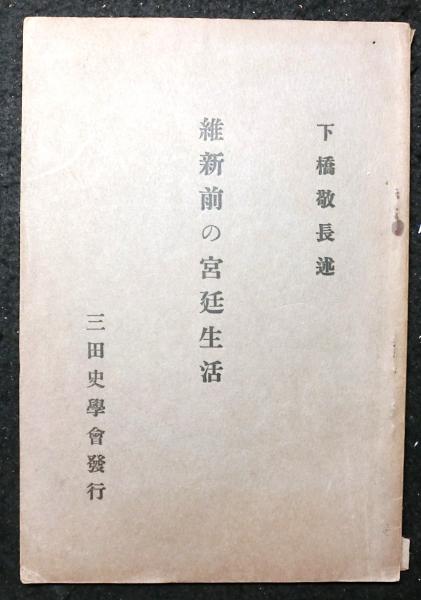 下橋敬長述
維新前の宮廷生活
三田史學會發行